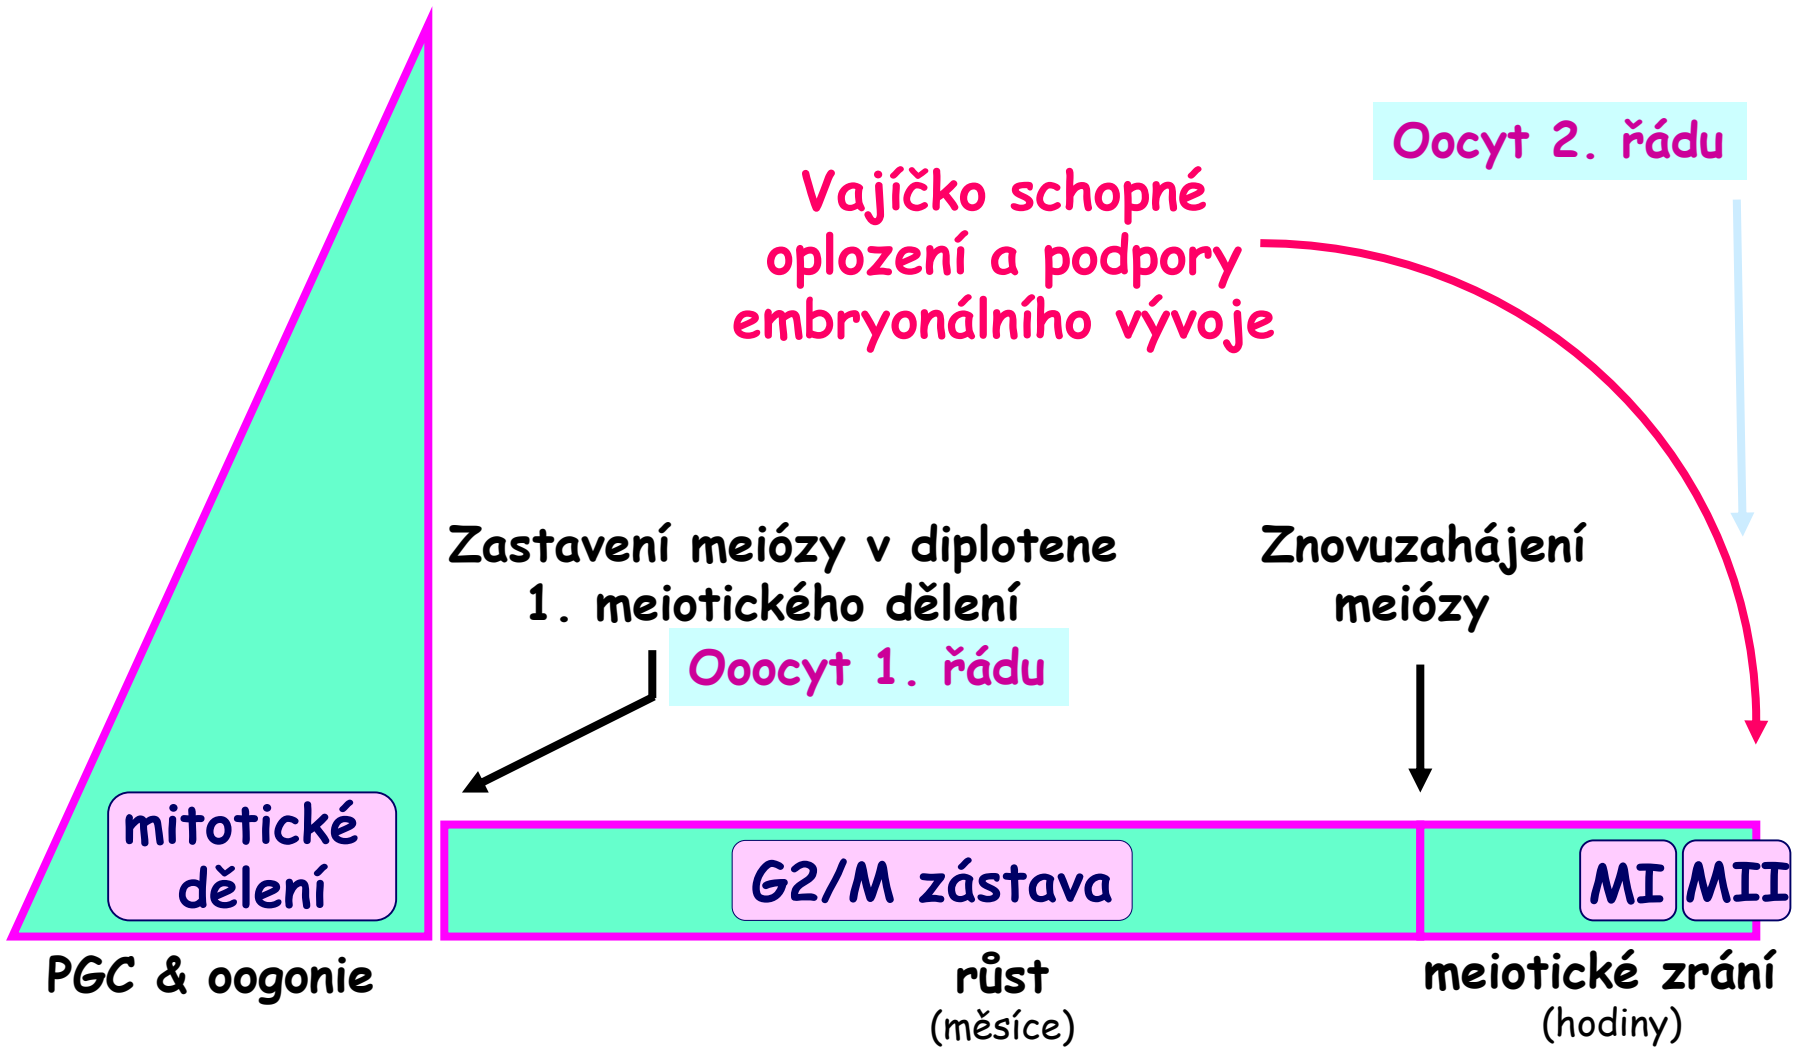 Oocyt 2. řádu
Vajíčko schopné
oplození a podpory
embryonálního vývoje
Zastavení meiózy v diplotene
1. meiotického dělení
Ooocyt 1. řádu
Znovuzahájení
meiózy
mitotické
dělení
G2/M zástava
MI
MII
PGC & oogonie
růst
(měsíce)
meiotické zrání
(hodiny)